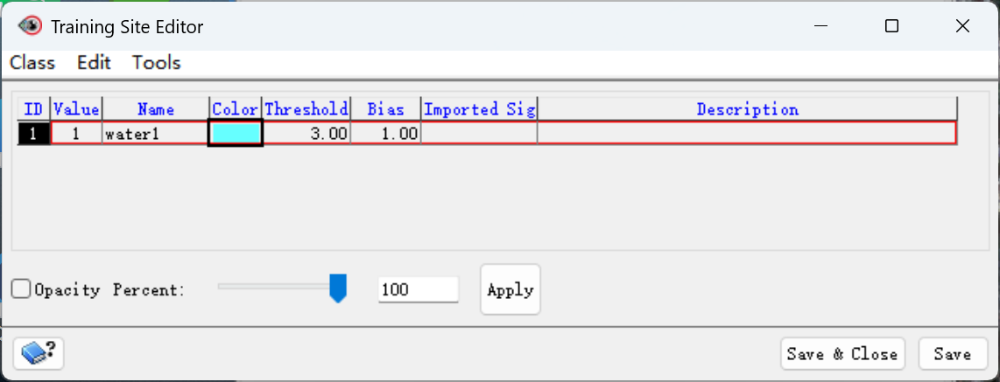 Training Site Editor
Class Edit Tools
ID Value Name Color Threshold Bias Imported Sig Description
1 1 water1 3.00 1.00
Opacity Percent: 100 Apply
? Save & Close Save